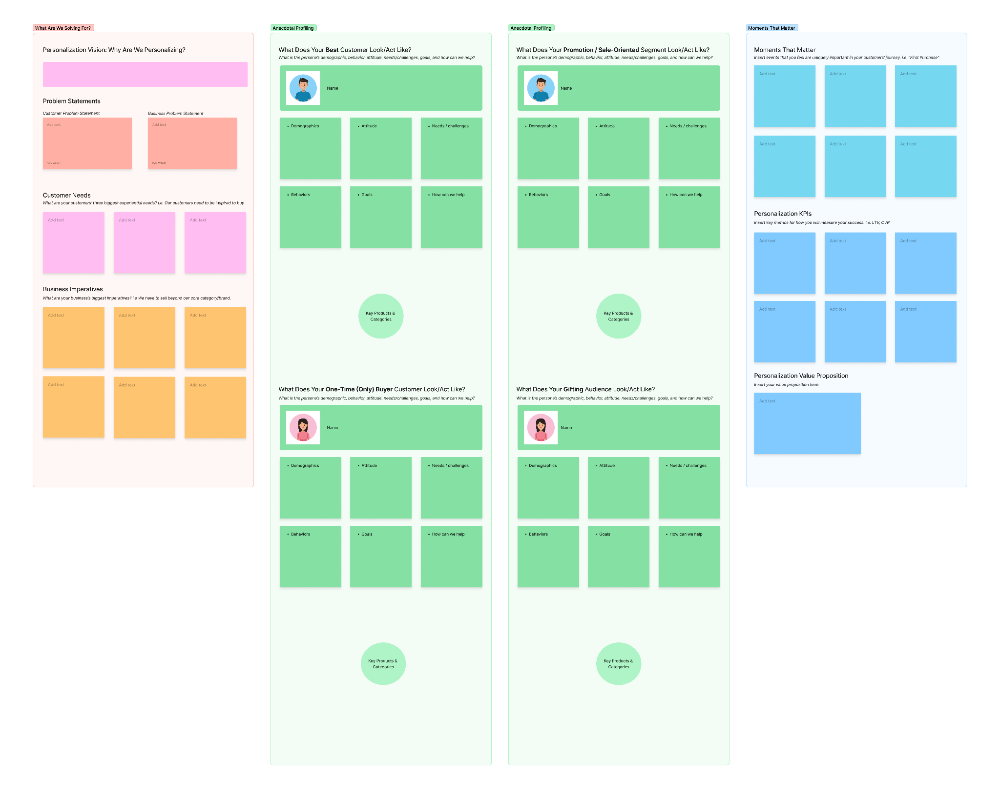 What Are We Solving For?
Personalization Vision: Why Are We Personalizing?
Problem Statements
Customer Problem Statement
Business Problem Statement
Add text
Add text
Kyle Wilson
Kyle Wilson
Customer Needs
What are your customers' three biggest experiential needs? i.e. Our customers need to be inspired to buy
Add text
Add text
Add text
Business Imperatives
What are your business's biggest imperatives? i.e We have to sell beyond our core category/brand.
Add text
Add text
Add text
Add text
Add text
Add text
Anecdotal Profiling
What Does Your Best Customer Look/Act Like?
What is the persona's demographic, behavior, attitude, needs/challenges, goals, and how can we help?
Name
• Demographics
• Attitude
• Needs / challenges
• Behaviors
• Goals
• How can we help
Key Products &
Categories
What Does Your One-Time (Only) Buyer Customer Look/Act Like?
What is the persona's demographic, behavior, attitude, needs/challenges, goals, and how can we help?
Name
• Demographics
• Attitude
• Needs / challenges
• Behaviors
• Goals
• How can we help
Key Products &
Categories
Anecdotal Profiling
What Does Your Promotion / Sale-Oriented Segment Look/Act Like?
What is the persona's demographic, behavior, attitude, needs/challenges, goals, and how can we help?
Name
• Demographics
• Attitude
• Needs / challenges
• Behaviors
• Goals
• How can we help
Key Products &
Categories
What Does Your Gifting Audience Look/Act Like?
What is the persona's demographic, behavior, attitude, needs/challenges, goals, and how can we help?
Name
• Demographics
• Attitude
• Needs / challenges
• Behaviors
• Goals
• How can we help
Key Products &
Categories
Moments That Matter
Moments That Matter
Insert events that you feel are uniquely important in your customers' journey. i.e. "First Purchase"
Add text
Add text
Add text
Add text
Add text
Add text
Personalization KPIs
Insert key metrics for how you will measure your success. i.e. LTV, CVR
Add text
Add text
Add text
Add text
Add text
Add text
Personalization Value Proposition
Insert your value proposition here
Add text